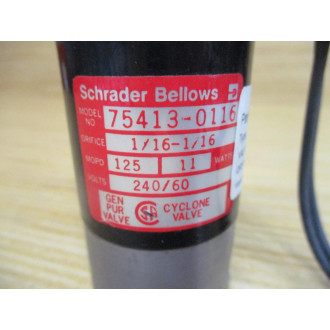 Schrader Bellows
MODEL NO 75413-0116
ORIFICE 1/16-1/16
MOPD 125 11 WATTS
VOLTS 240/60
GEN PUR VALVE
CYCLONE VALVE